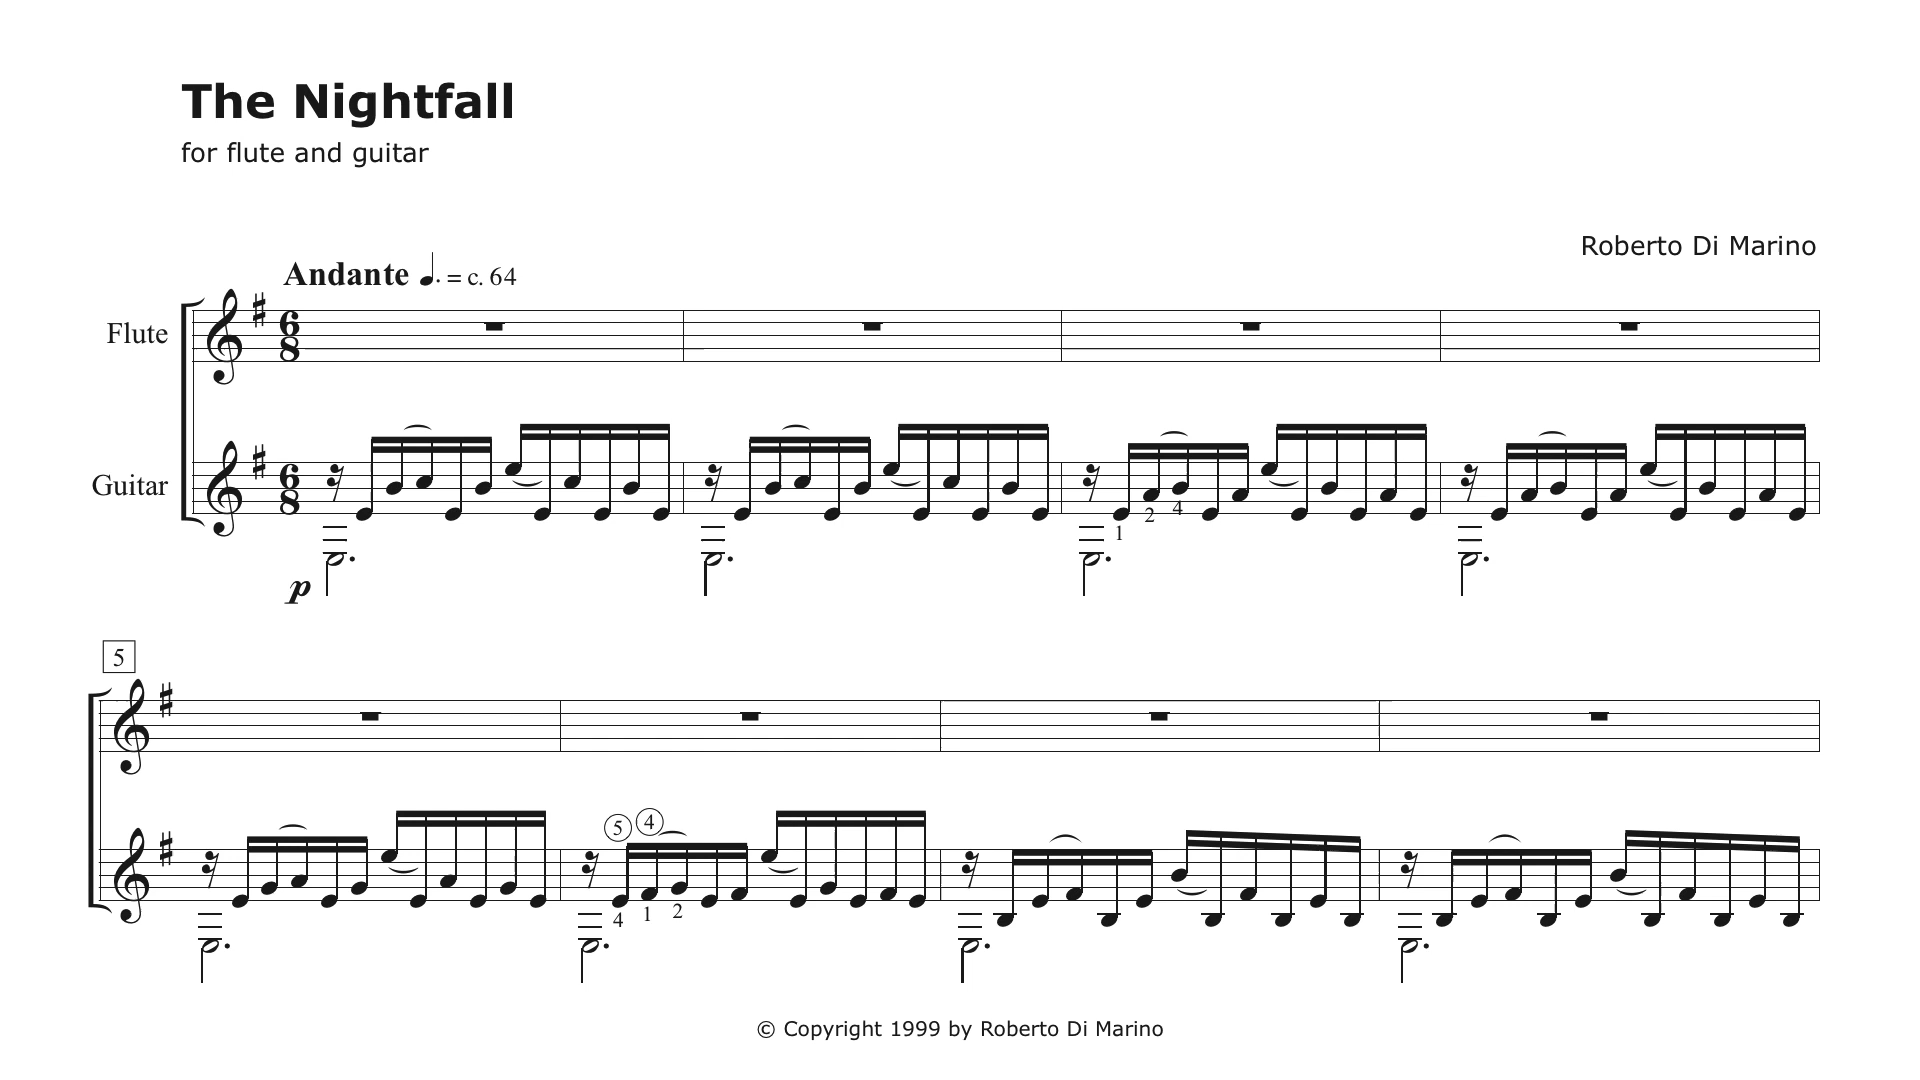 The Nightfall
for flute and guitar
Roberto Di Marino
Andante ♩. = c. 64
Flute
6
8
Guitar
6
8
1 2 4
p
5
5 4
4 1 2
© Copyright 1999 by Roberto Di Marino